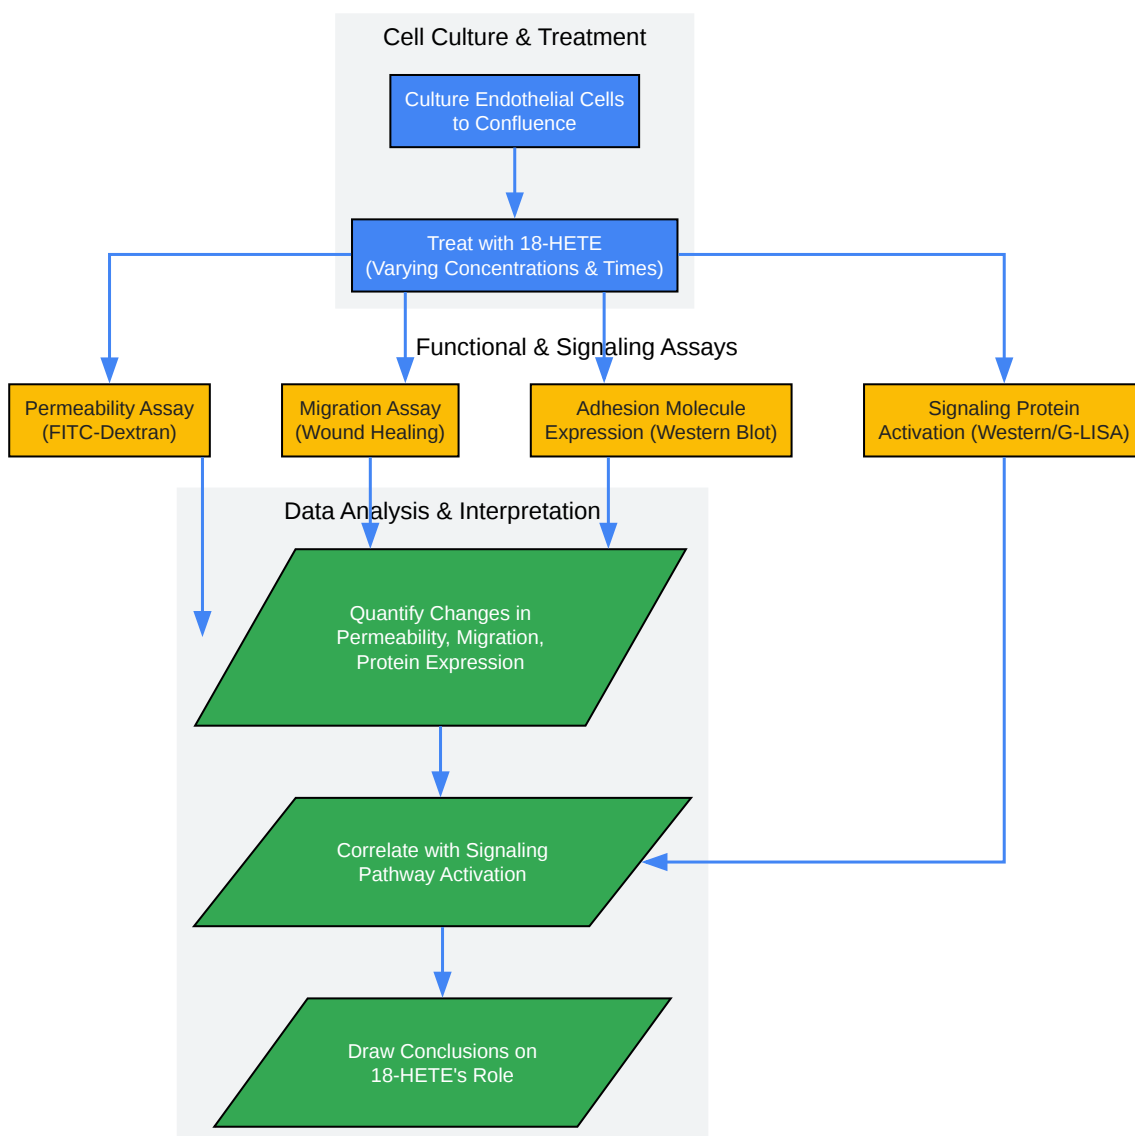 Cell Culture & Treatment
Culture Endothelial Cells
to Confluence
Treat with 18-HETE
(Varying Concentrations & Times)
Functional & Signaling Assays
Permeability Assay
(FITC-Dextran)
Migration Assay
(Wound Healing)
Adhesion Molecule
Expression (Western Blot)
Signaling Protein
Activation (Western/G-LISA)
Data Analysis & Interpretation
Quantify Changes in
Permeability, Migration,
Protein Expression
Correlate with Signaling
Pathway Activation
Draw Conclusions on
18-HETE's Role